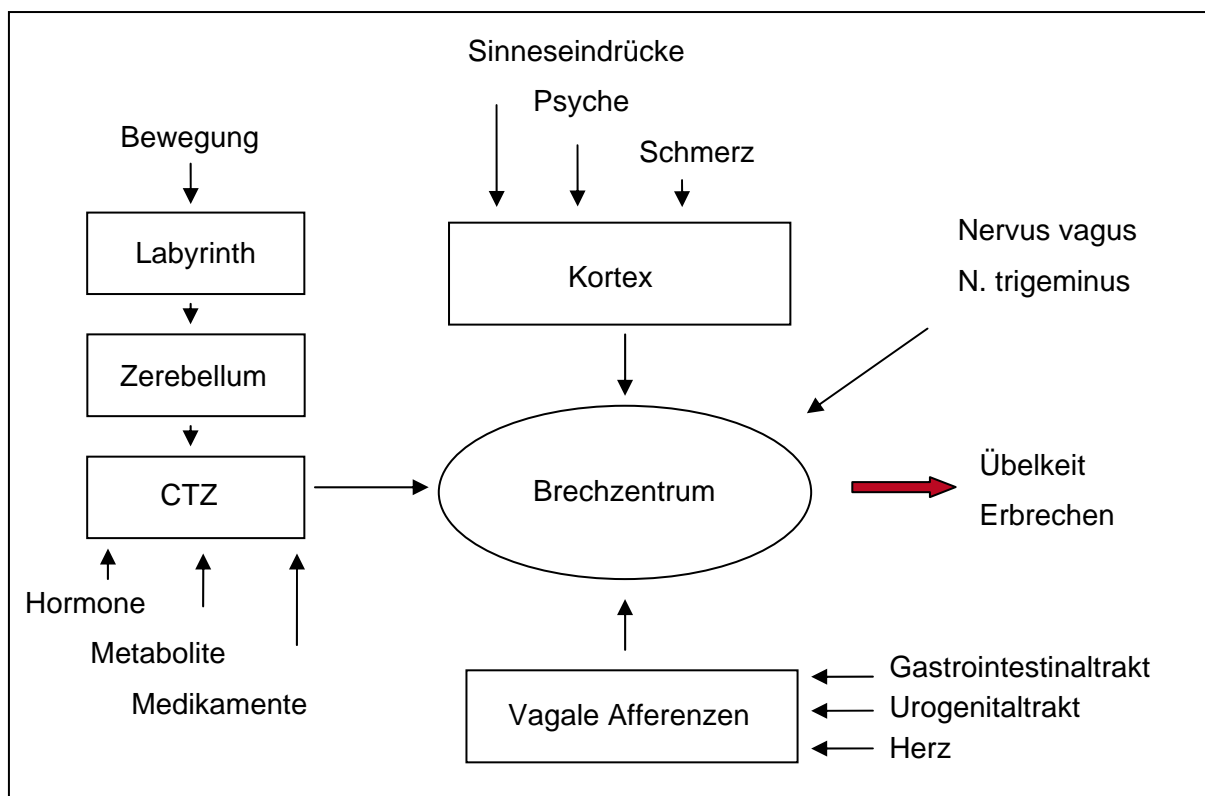 Sinneseindrücke
Psyche
Bewegung
Schmerz
Labyrinth
Kortex
Nervus vagus
N. trigeminus
Zerebellum
CTZ
Brechzentrum
Übelkeit
Erbrechen
Hormone
Metabolite
Medikamente
Vagale Afferenzen
Gastrointestinaltrakt
Urogenitaltrakt
Herz